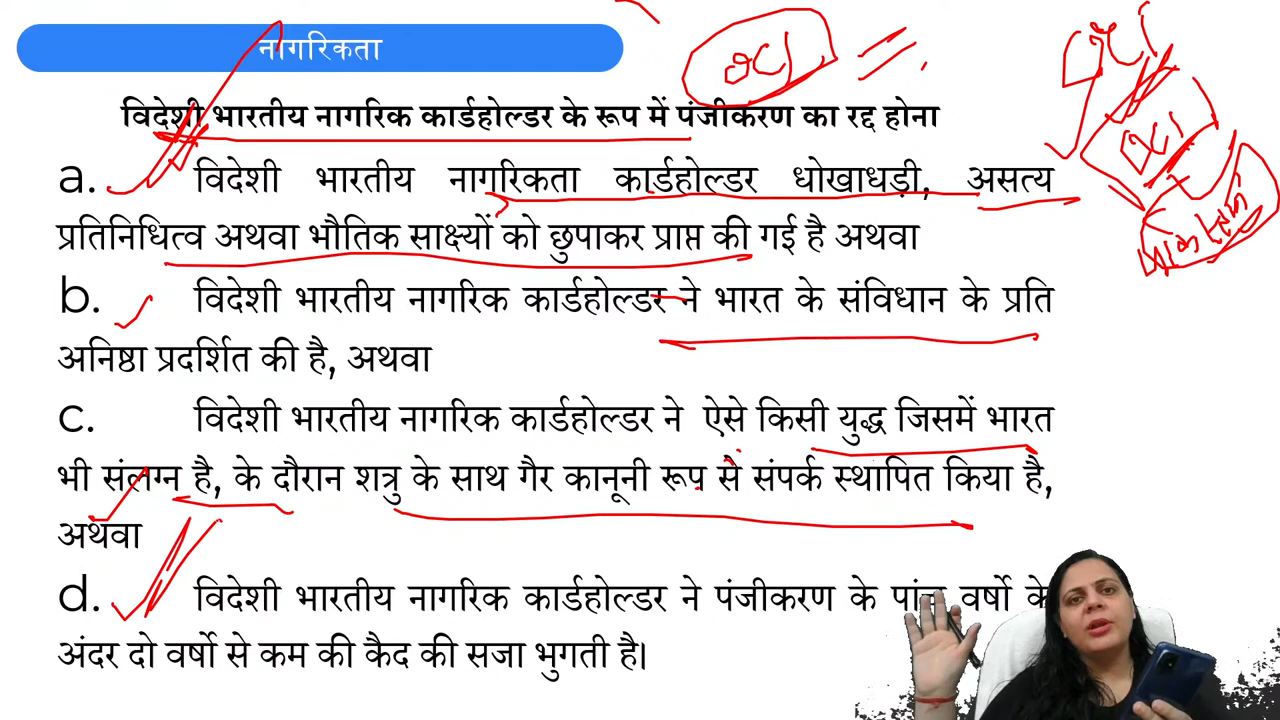 नागरिकता
OCI
OCI
OCI
विदेशी भारतीय नागरिक कार्डहोल्डर के रूप में पंजीकरण का रद्द होना
a. विदेशी भारतीय नागरिकता कार्डहोल्डर धोखाधड़ी, असत्य
प्रतिनिधित्व अथवा भौतिक साक्ष्यों को छुपाकर प्राप्त की गई है अथवा
b. विदेशी भारतीय नागरिक कार्डहोल्डर ने भारत के संविधान के प्रति
अनिष्ठा प्रदर्शित की है, अथवा
c. विदेशी भारतीय नागरिक कार्डहोल्डर ने ऐसे किसी युद्ध जिसमें भारत
भी संलग्न है, के दौरान शत्रु के साथ गैर कानूनी रूप से संपर्क स्थापित किया है,
अथवा
d. विदेशी भारतीय नागरिक कार्डहोल्डर ने पंजीकरण के पांच वर्षो के
अंदर दो वर्षो से कम की कैद की सजा भुगती है।